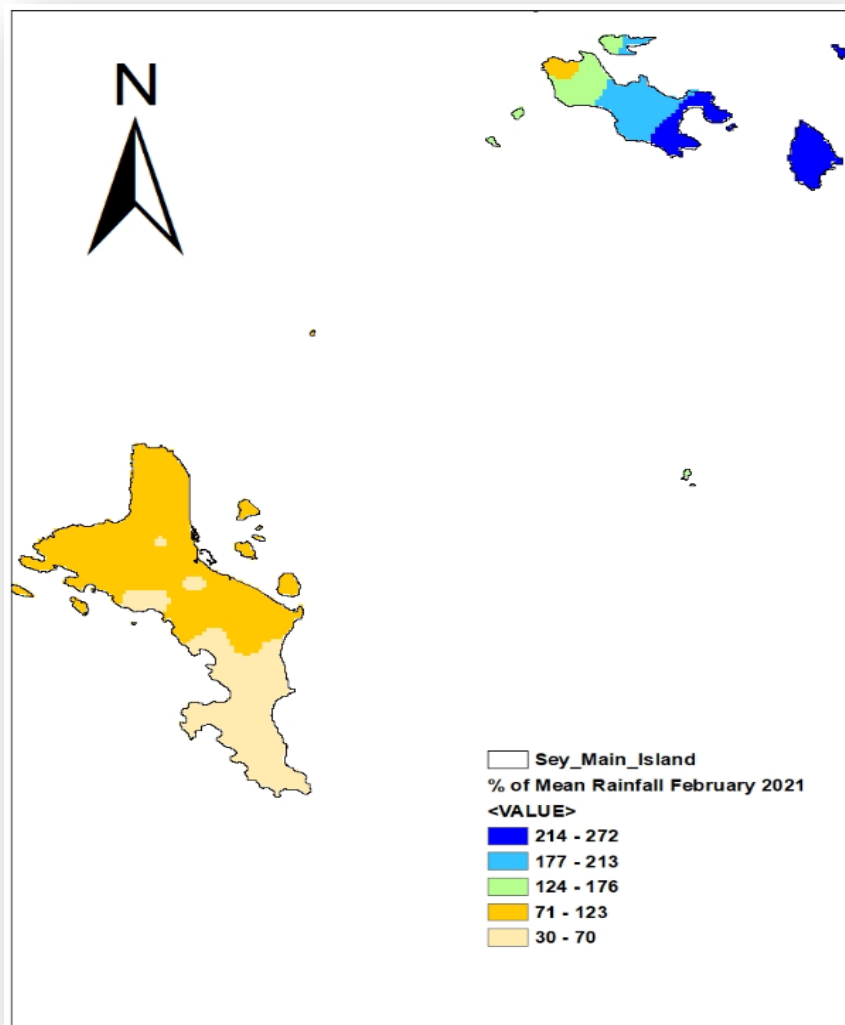 N
Sey_Main_Island
% of Mean Rainfall February 2021
<VALUE>
214 - 272
177 - 213
124 - 176
71 - 123
30 - 70